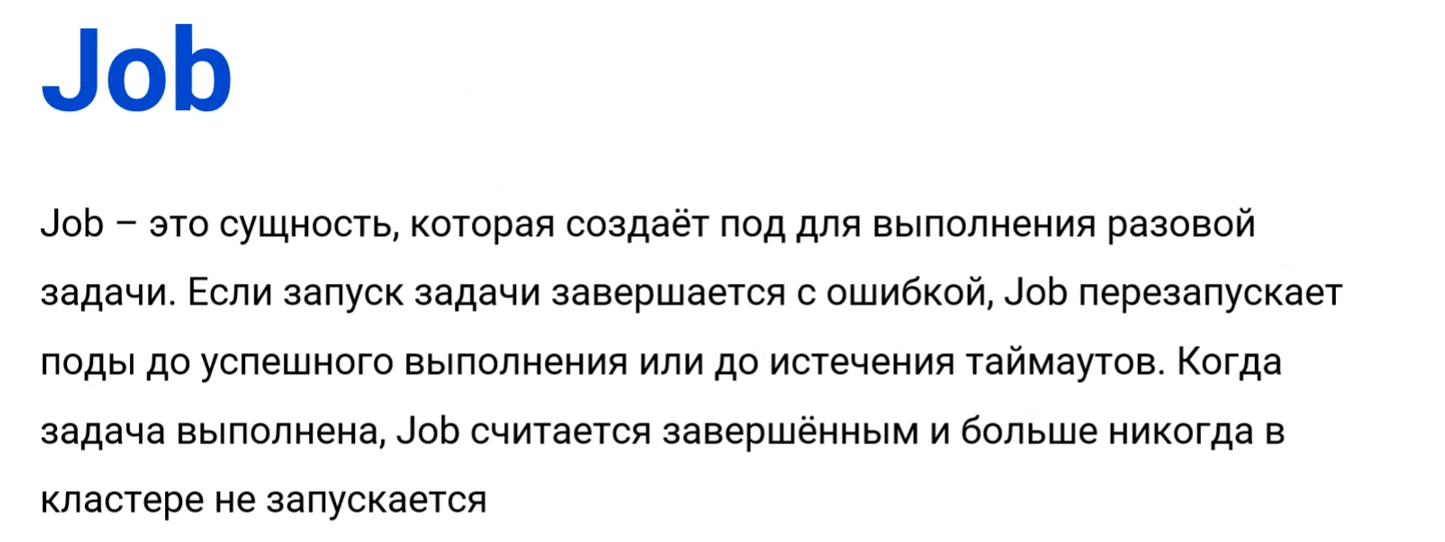 Job
Job – это сущность, которая создаёт под для выполнения разовой
задачи. Если запуск задачи завершается с ошибкой, Job перезапускает
поды до успешного выполнения или до истечения таймаутов. Когда
задача выполнена, Job считается завершённым и больше никогда в
кластере не запускается